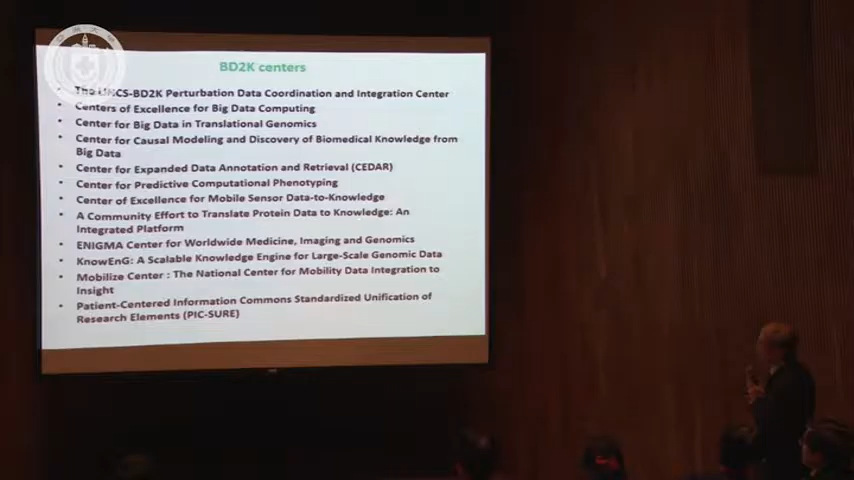 BD2K centers
• The LINCS-BD2K Perturbation Data Coordination and Integration Center
• Centers of Excellence for Big Data Computing
• Center for Big Data in Translational Genomics
• Center for Causal Modeling and Discovery of Biomedical Knowledge from
Big Data
• Center for Expanded Data Annotation and Retrieval (CEDAR)
• Center for Predictive Computational Phenotyping
• Center of Excellence for Mobile Sensor Data-to-Knowledge
• A Community Effort to Translate Protein Data to Knowledge: An
Integrated Platform
• ENIGMA Center for Worldwide Medicine, Imaging and Genomics
• KnowEnG: A Scalable Knowledge Engine for Large-Scale Genomic Data
• Mobilize Center : The National Center for Mobility Data Integration to
Insight
• Patient-Centered Information Commons Standardized Unification of
Research Elements (PIC-SURE)